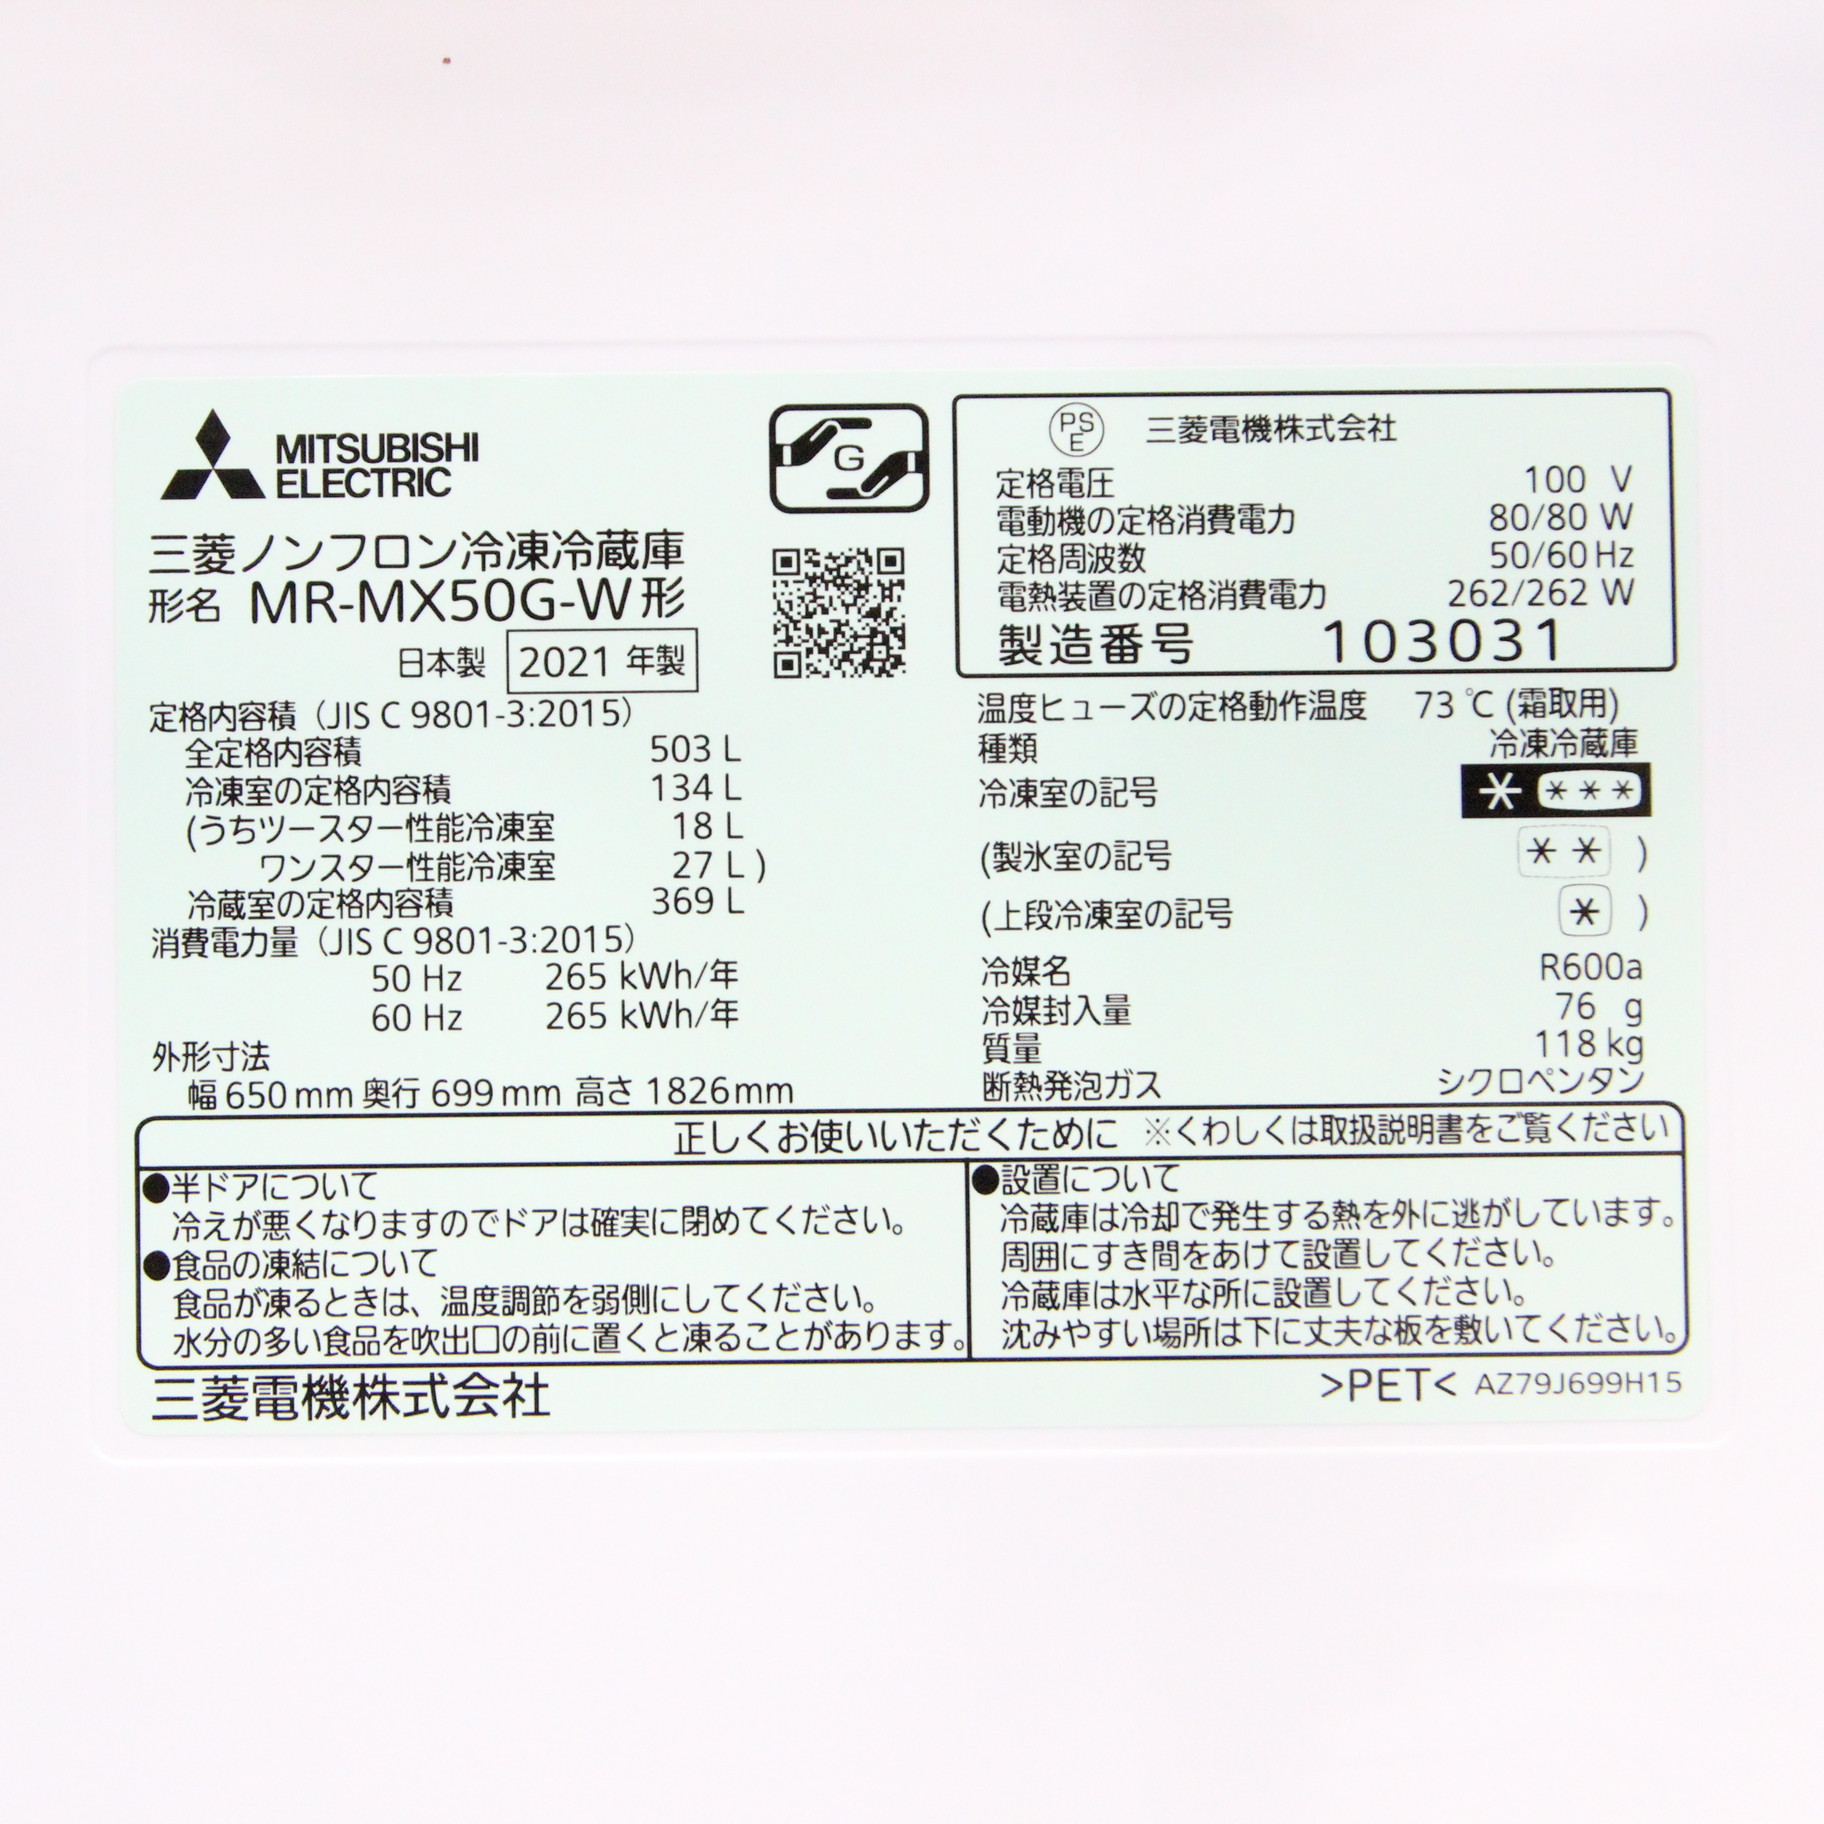 MITSUBISHI
ELECTRIC
G
三菱ノンフロン冷凍冷蔵庫
形名 MR-MX50G-W形
日本製 2021 年製
定格内容積（JIS C 9801-3:2015）
全定格内容積 503 L
冷凍室の定格内容積 134 L
(うちツースター性能冷凍室 18 L
ワンスター性能冷凍室 27 L )
冷蔵室の定格内容積 369 L
消費電力量（JIS C 9801-3:2015）
50 Hz 265 kWh/年
60 Hz 265 kWh/年
外形寸法
幅 650 mm 奥行 699 mm 高さ 1826mm
PS
E
三菱電機株式会社
定格電圧 100 V
電動機の定格消費電力 80/80 W
定格周波数 50/60 Hz
電熱装置の定格消費電力 262/262 W
製造番号 103031
温度ヒューズの定格動作温度 73 ℃ (霜取用)
種類 冷凍冷蔵庫
冷凍室の記号 * ***
(製氷室の記号 ** )
(上段冷凍室の記号 * )
冷媒名 R600a
冷媒封入量 76 g
質量 118 kg
断熱発泡ガス シクロペンタン
正しくお使いいただくために ※くわしくは取扱説明書をご覧ください
●半ドアについて
冷えが悪くなりますのでドアは確実に閉めてください。
●食品の凍結について
食品が凍るときは、温度調節を弱側にしてください。
水分の多い食品を吹出口の前に置くと凍ることがあります。
●設置について
冷蔵庫は冷却で発生する熱を外に逃がしています。
周囲にすき間をあけて設置してください。
冷蔵庫は水平な所に設置してください。
沈みやすい場所は下に丈夫な板を敷いてください。
三菱電機株式会社
>PET< AZ79J699H15